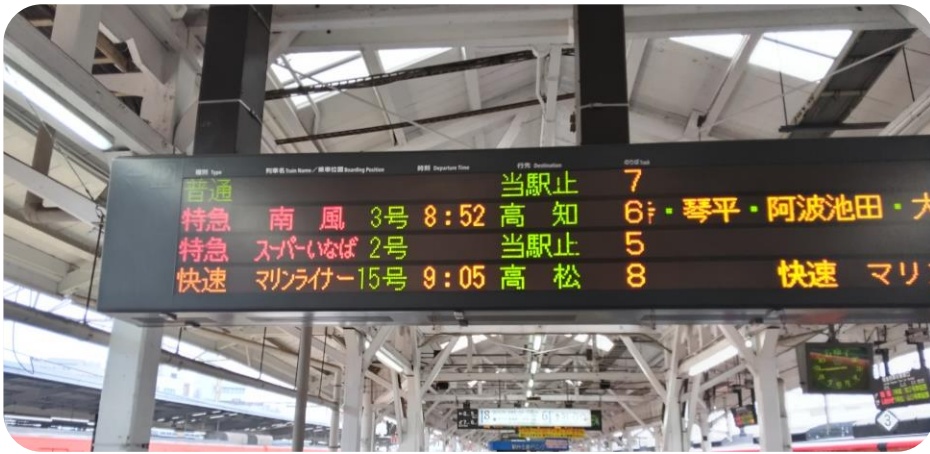 種別 Type 列車名 Train Name／乗車位置 Boarding Position 時刻 Departure Time 行先 Destination のりば Track
普通 当駅止 7
特急 南風 3号 8:52 高知 6 ・琴平・阿波池田・大
特急 スーパーいなば 2号 当駅止 5
快速 マリンライナー 15号 9:05 高松 8 快速 マリ
3